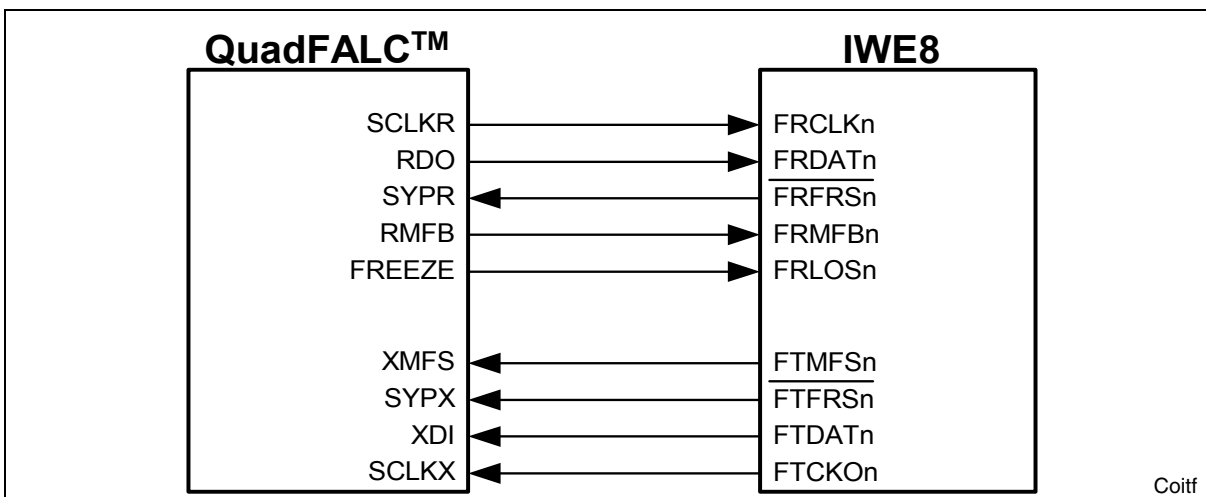 QuadFALC™ IWE8
SCLKR FRCLKn
RDO FRDATn
SYPR FRFRSn
RMFB FRMFBn
FREEZE FRLOSn
XMFS FTMFSn
SYPX FTFRSn
XDI FTDATn
SCLKX FTCKOn
Coitf